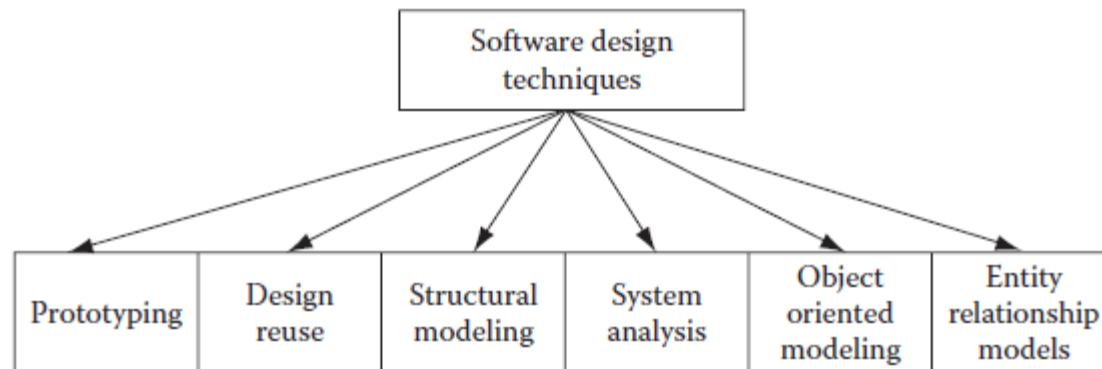 Software design
techniques
Prototyping
Design
reuse
Structural
modeling
System
analysis
Object
oriented
modeling
Entity
relationship
models